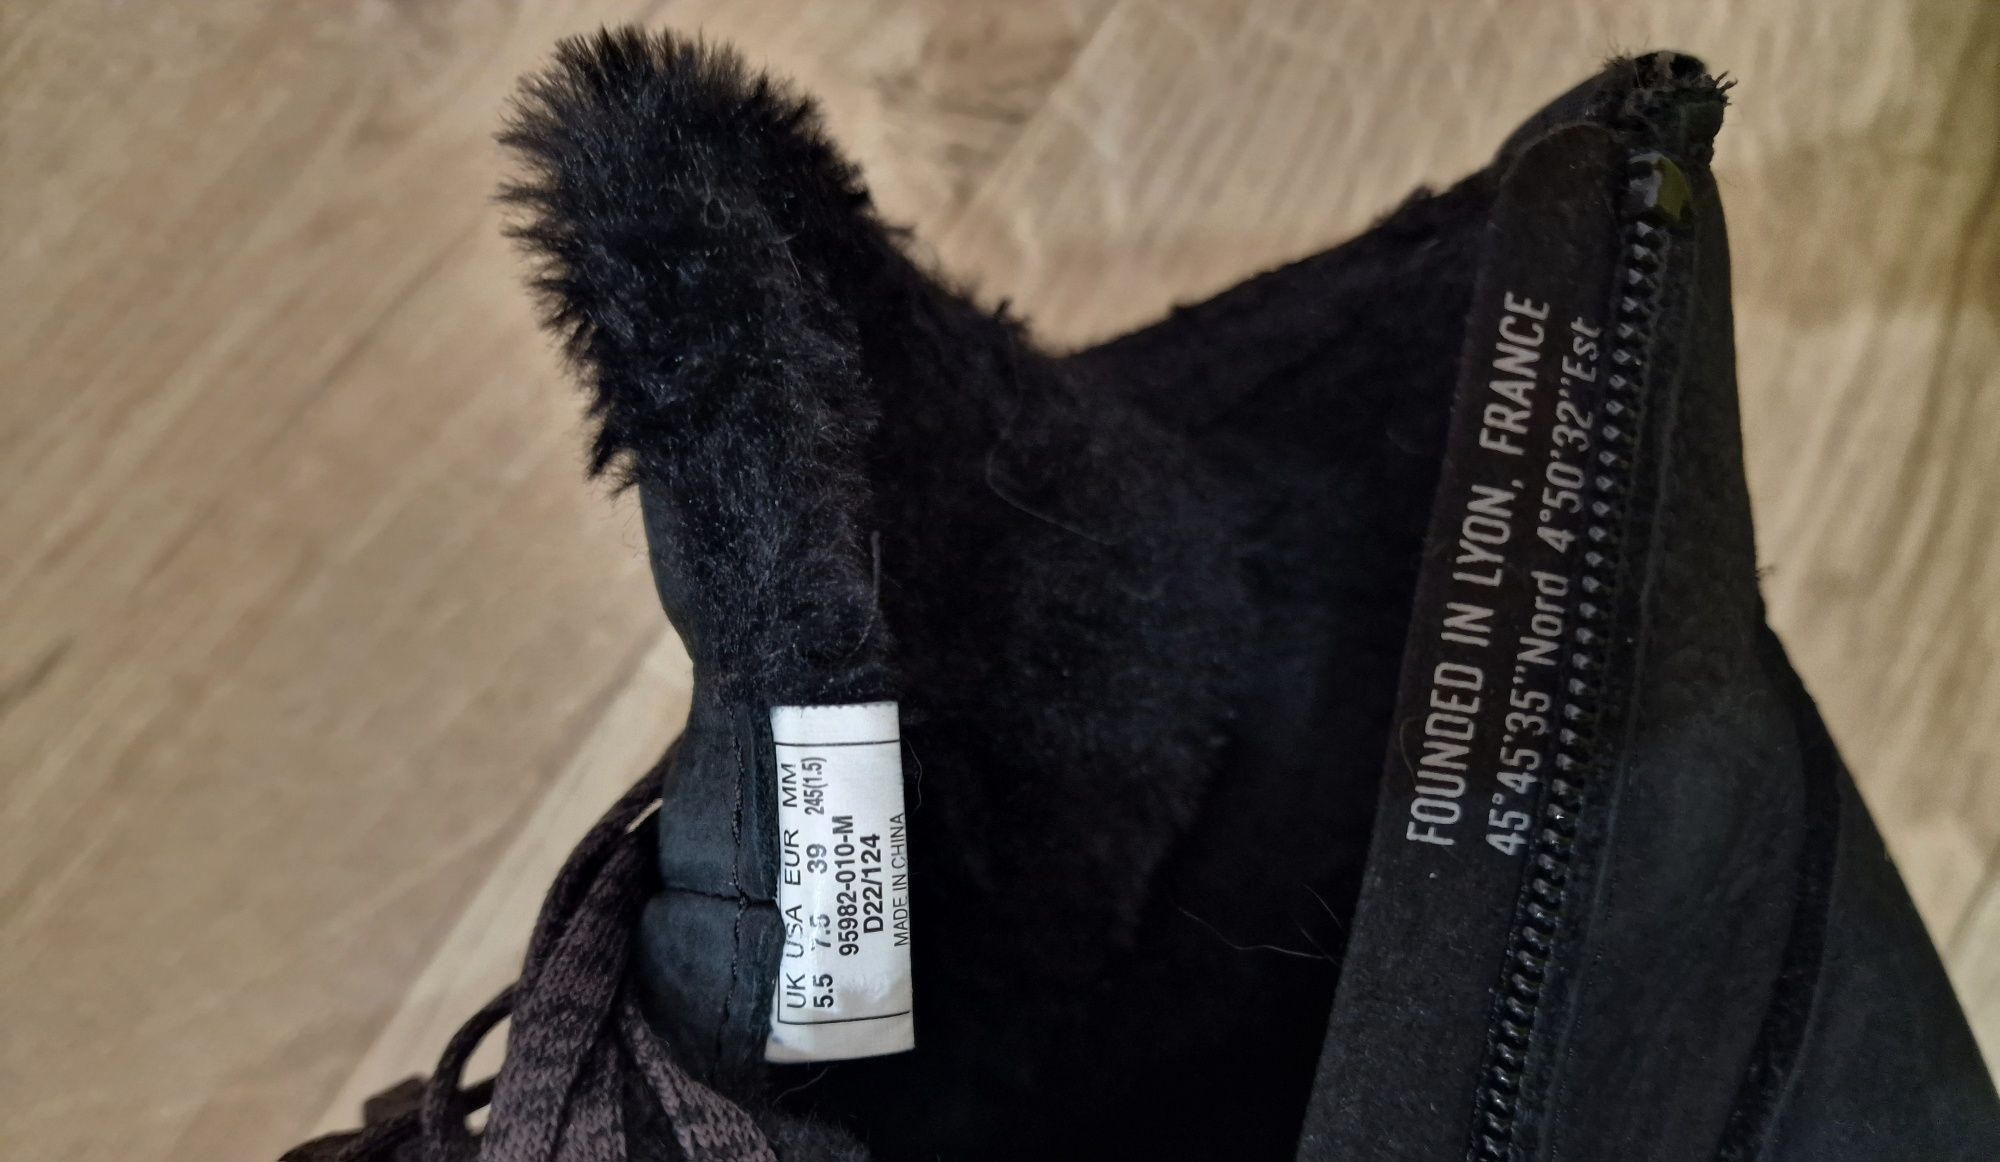 UK USA EUR MM
5.5 7.5 39 245(1.5)
95982-010-M
D22/124
MADE IN CHINA
FOUNDED IN LYON, FRANCE
45°45'35"Nord 4°50'32"Est